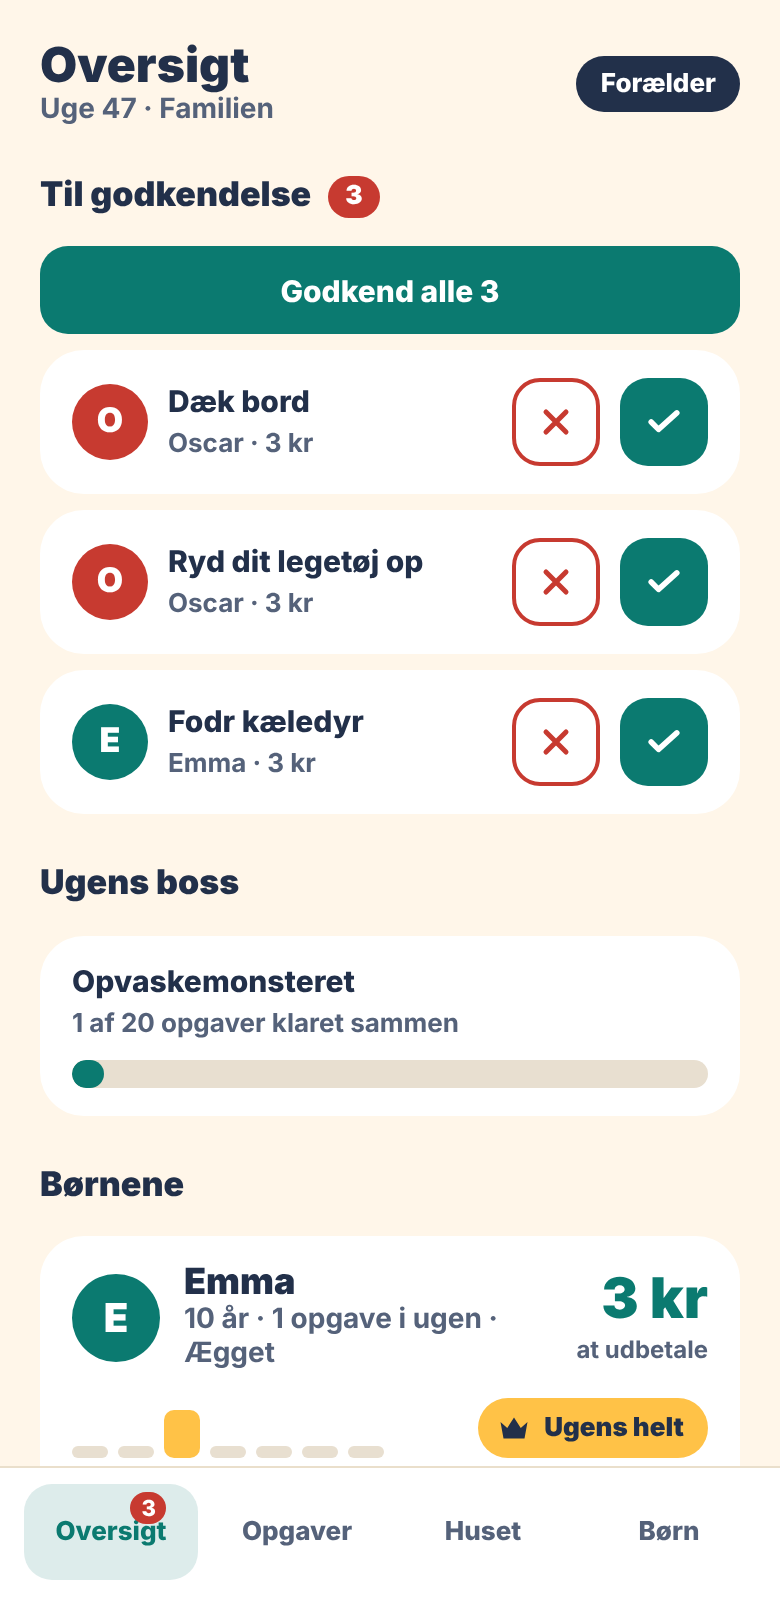 Oversigt
Uge 47 · Familien
Forælder
Til godkendelse 3
Godkend alle 3
O
Dæk bord
Oscar · 3 kr
O
Ryd dit legetøj op
Oscar · 3 kr
E
Fodr kæledyr
Emma · 3 kr
Ugens boss
Opvaskemonsteret
1 af 20 opgaver klaret sammen
Børnene
E
Emma
10 år · 1 opgave i ugen ·
Ægget
3 kr
at udbetale
Ugens helt
3
Oversigt
Opgaver
Huset
Børn